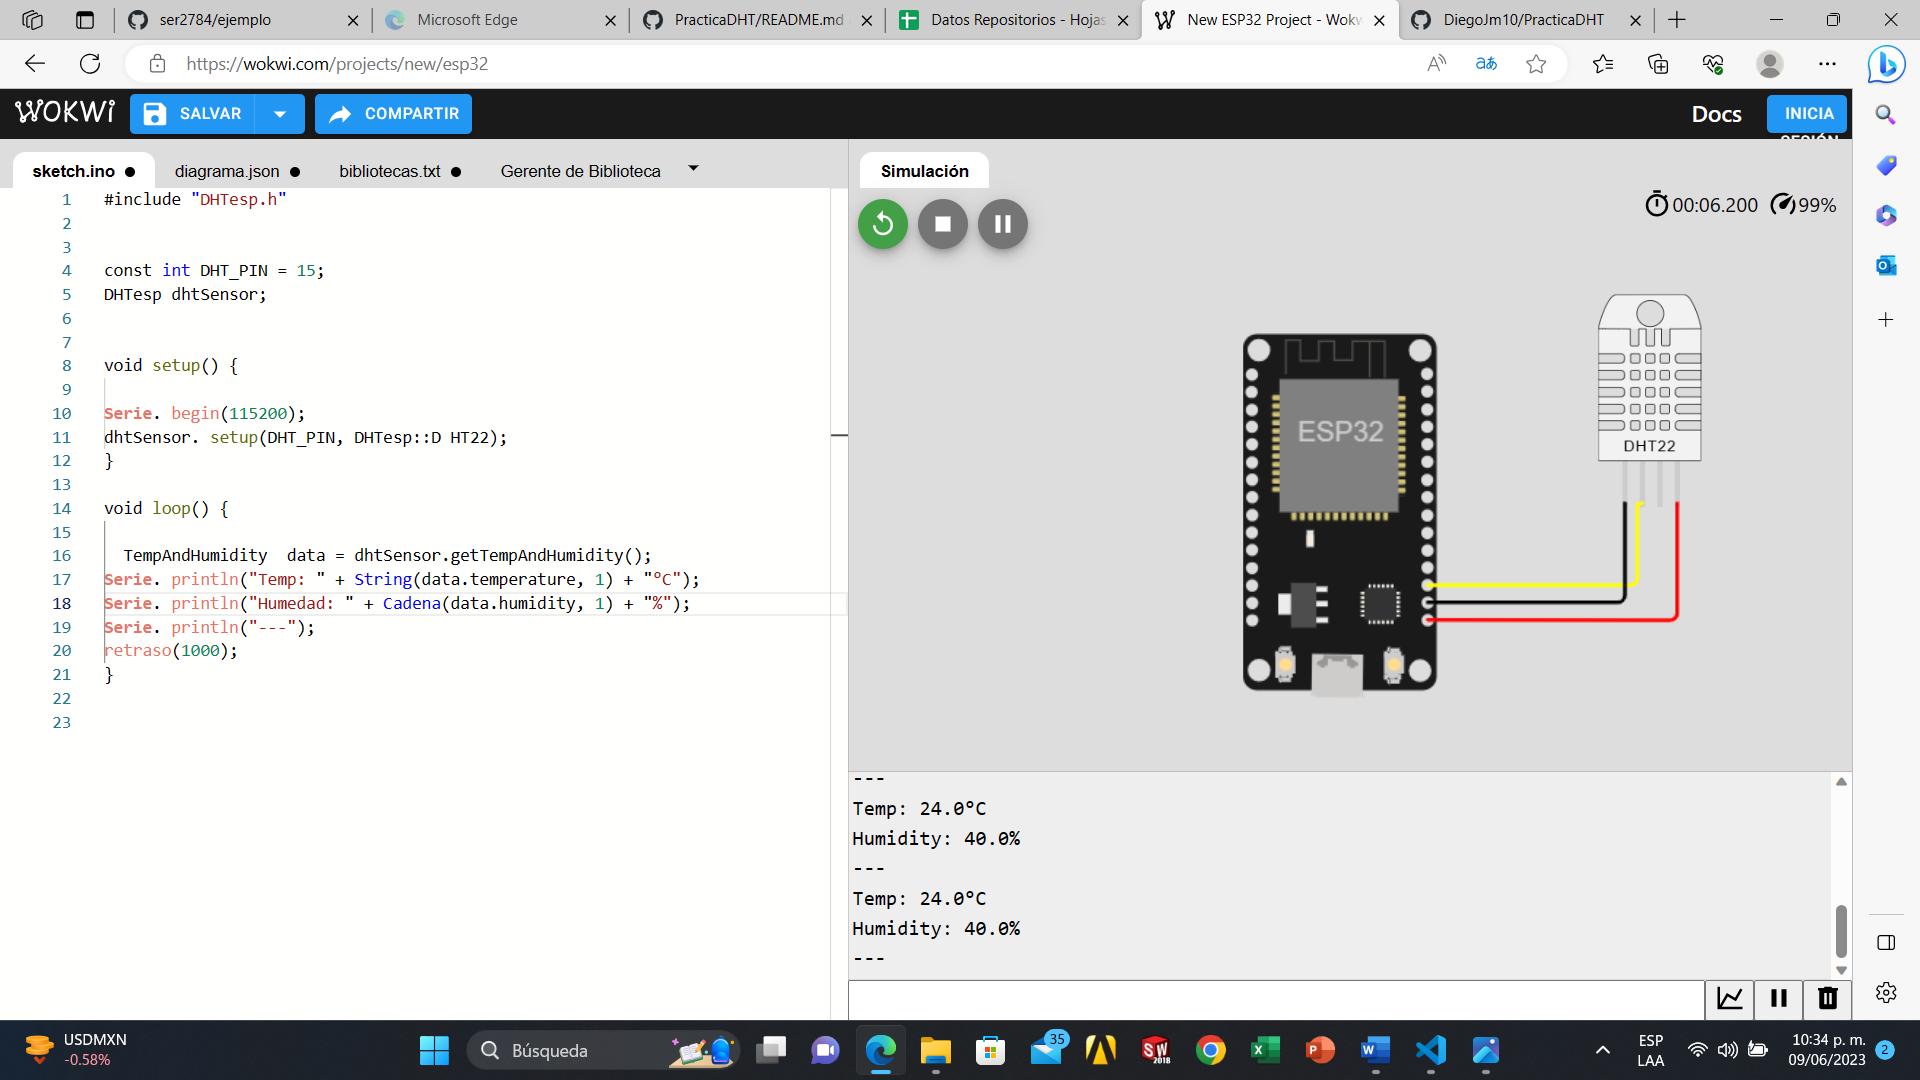 ser2784/ejemplo
Microsoft Edge
PracticaDHT/README.md
Datos Repositorios - Hojas
New ESP32 Project - Wokw
DiegoJm10/PracticaDHT
https://wokwi.com/projects/new/esp32
WOKWI
SALVAR
COMPARTIR
Docs
INICIA
SESIÓN
sketch.ino
diagrama.json
bibliotecas.txt
Gerente de Biblioteca
Simulación
00:06.200
99%
1 #include "DHTesp.h"
2
3
4 const int DHT_PIN = 15;
5 DHTesp dhtSensor;
6
7
8 void setup() {
9
10 Serie. begin(115200);
11 dhtSensor. setup(DHT_PIN, DHTesp::D HT22);
12 }
13
14 void loop() {
15
16 TempAndHumidity  data = dhtSensor.getTempAndHumidity();
17 Serie. println("Temp: " + String(data.temperature, 1) + "°C");
18 Serie. println("Humedad: " + Cadena(data.humidity, 1) + "%");
19 Serie. println("---");
20 retraso(1000);
21 }
22
23
ESP32
DHT22
---
Temp: 24.0°C
Humidity: 40.0%
---
Temp: 24.0°C
Humidity: 40.0%
---
USDMXN
-0.58%
Búsqueda
35
SW
2018
ESP
LAA
10:34 p. m.
09/06/2023
2